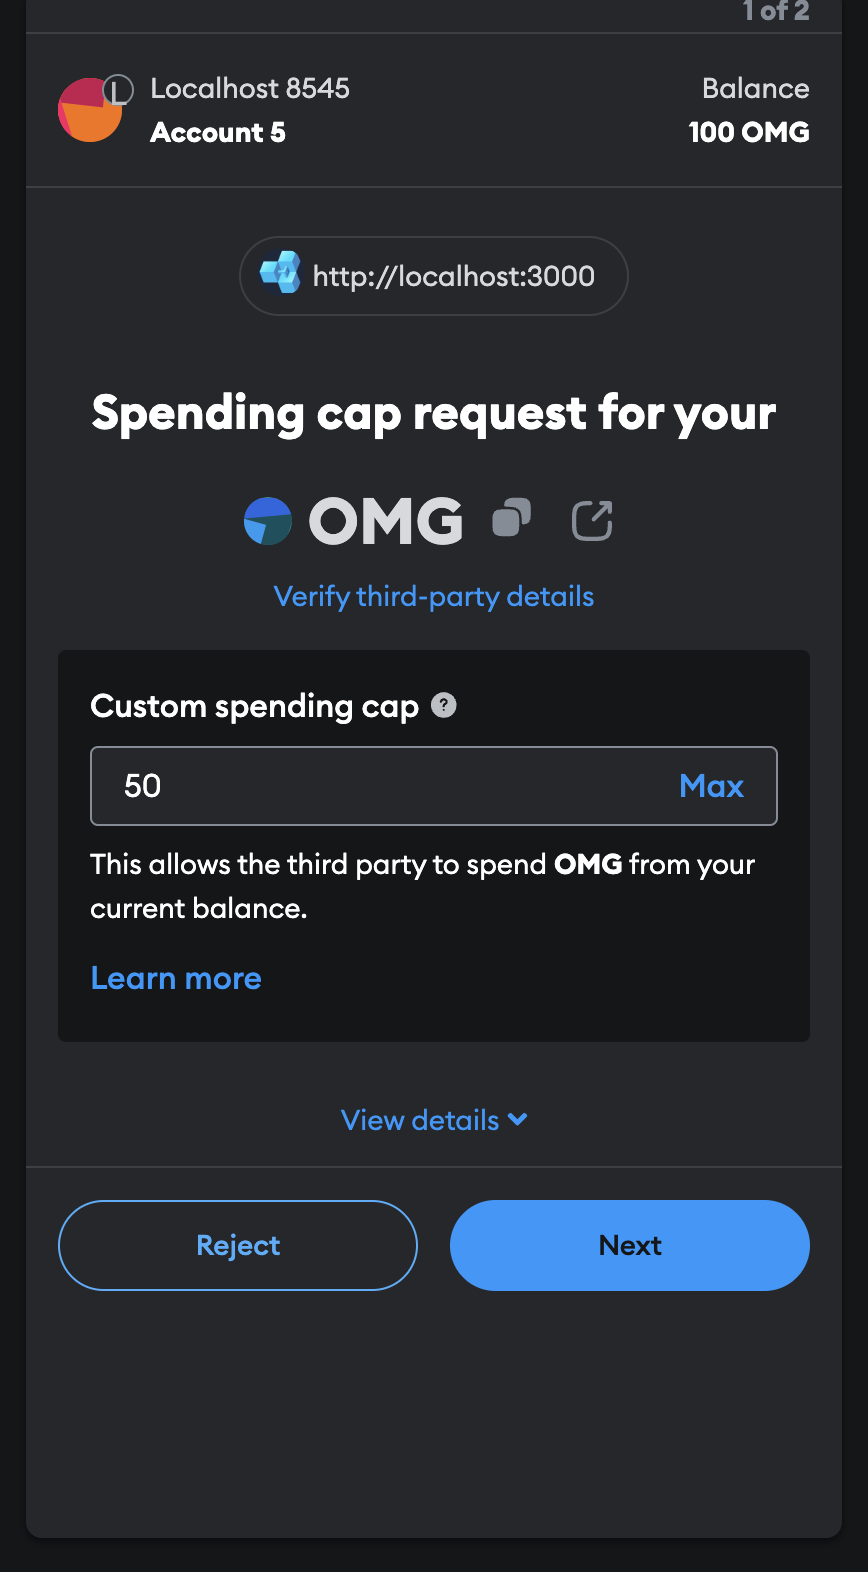 1 of 2
Localhost 8545
Balance
L
Account 5
100 OMG
http://localhost:3000
Spending cap request for your
OMG
Verify third-party details
Custom spending cap ?
50
Max
This allows the third party to spend OMG from your
current balance.
Learn more
View details
Reject
Next